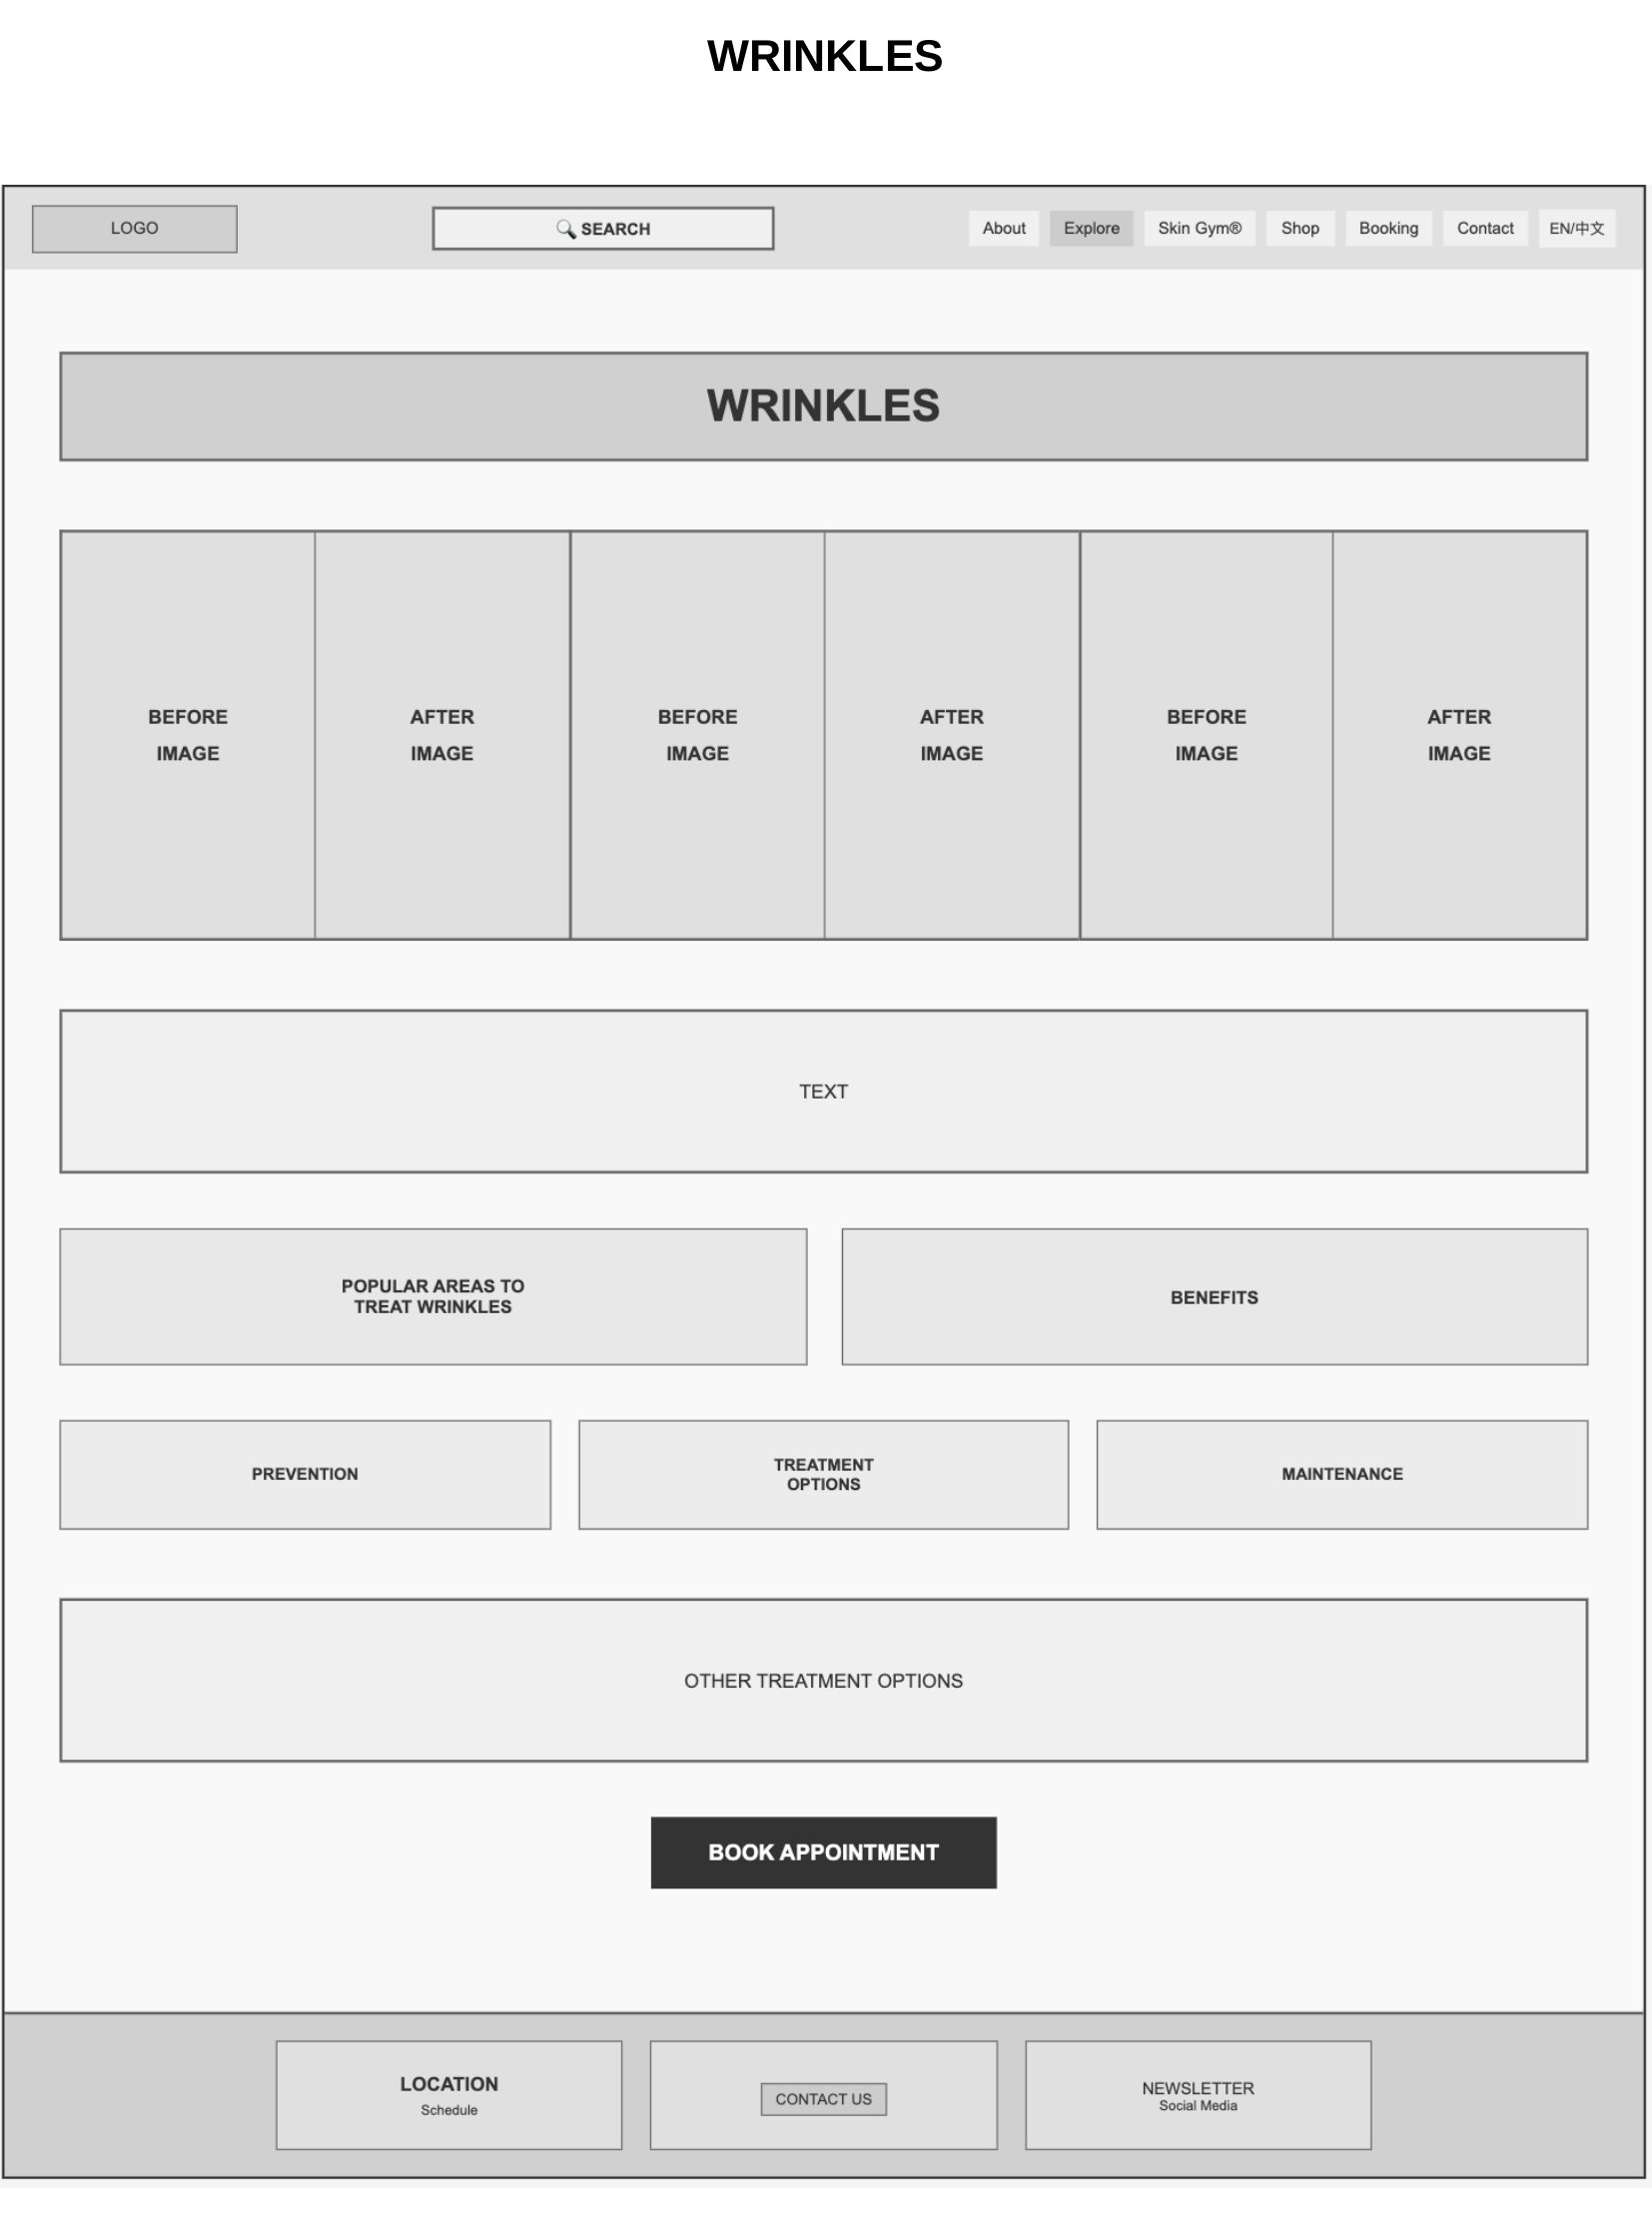 WRINKLES
LOGO
🔍 SEARCH
About
Explore
Skin Gym®
Shop
Booking
Contact
EN/中文
WRINKLES
BEFORE
IMAGE
AFTER
IMAGE
BEFORE
IMAGE
AFTER
IMAGE
BEFORE
IMAGE
AFTER
IMAGE
TEXT
POPULAR AREAS TO
TREAT WRINKLES
BENEFITS
PREVENTION
TREATMENT
OPTIONS
MAINTENANCE
OTHER TREATMENT OPTIONS
BOOK APPOINTMENT
LOCATION
Schedule
CONTACT US
NEWSLETTER
Social Media